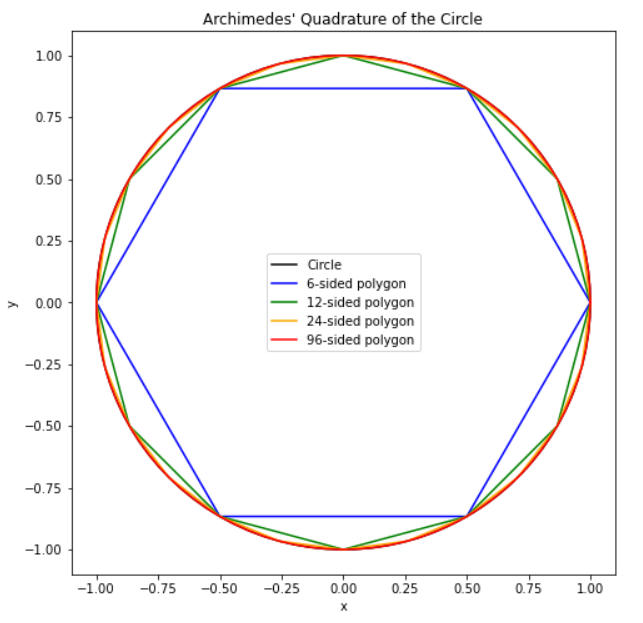 Archimedes' Quadrature of the Circle
1.00
0.75
0.50
0.25
0.00
−0.25
−0.50
−0.75
−1.00
y
Circle
6-sided polygon
12-sided polygon
24-sided polygon
96-sided polygon
−1.00 −0.75 −0.50 −0.25 0.00 0.25 0.50 0.75 1.00
x